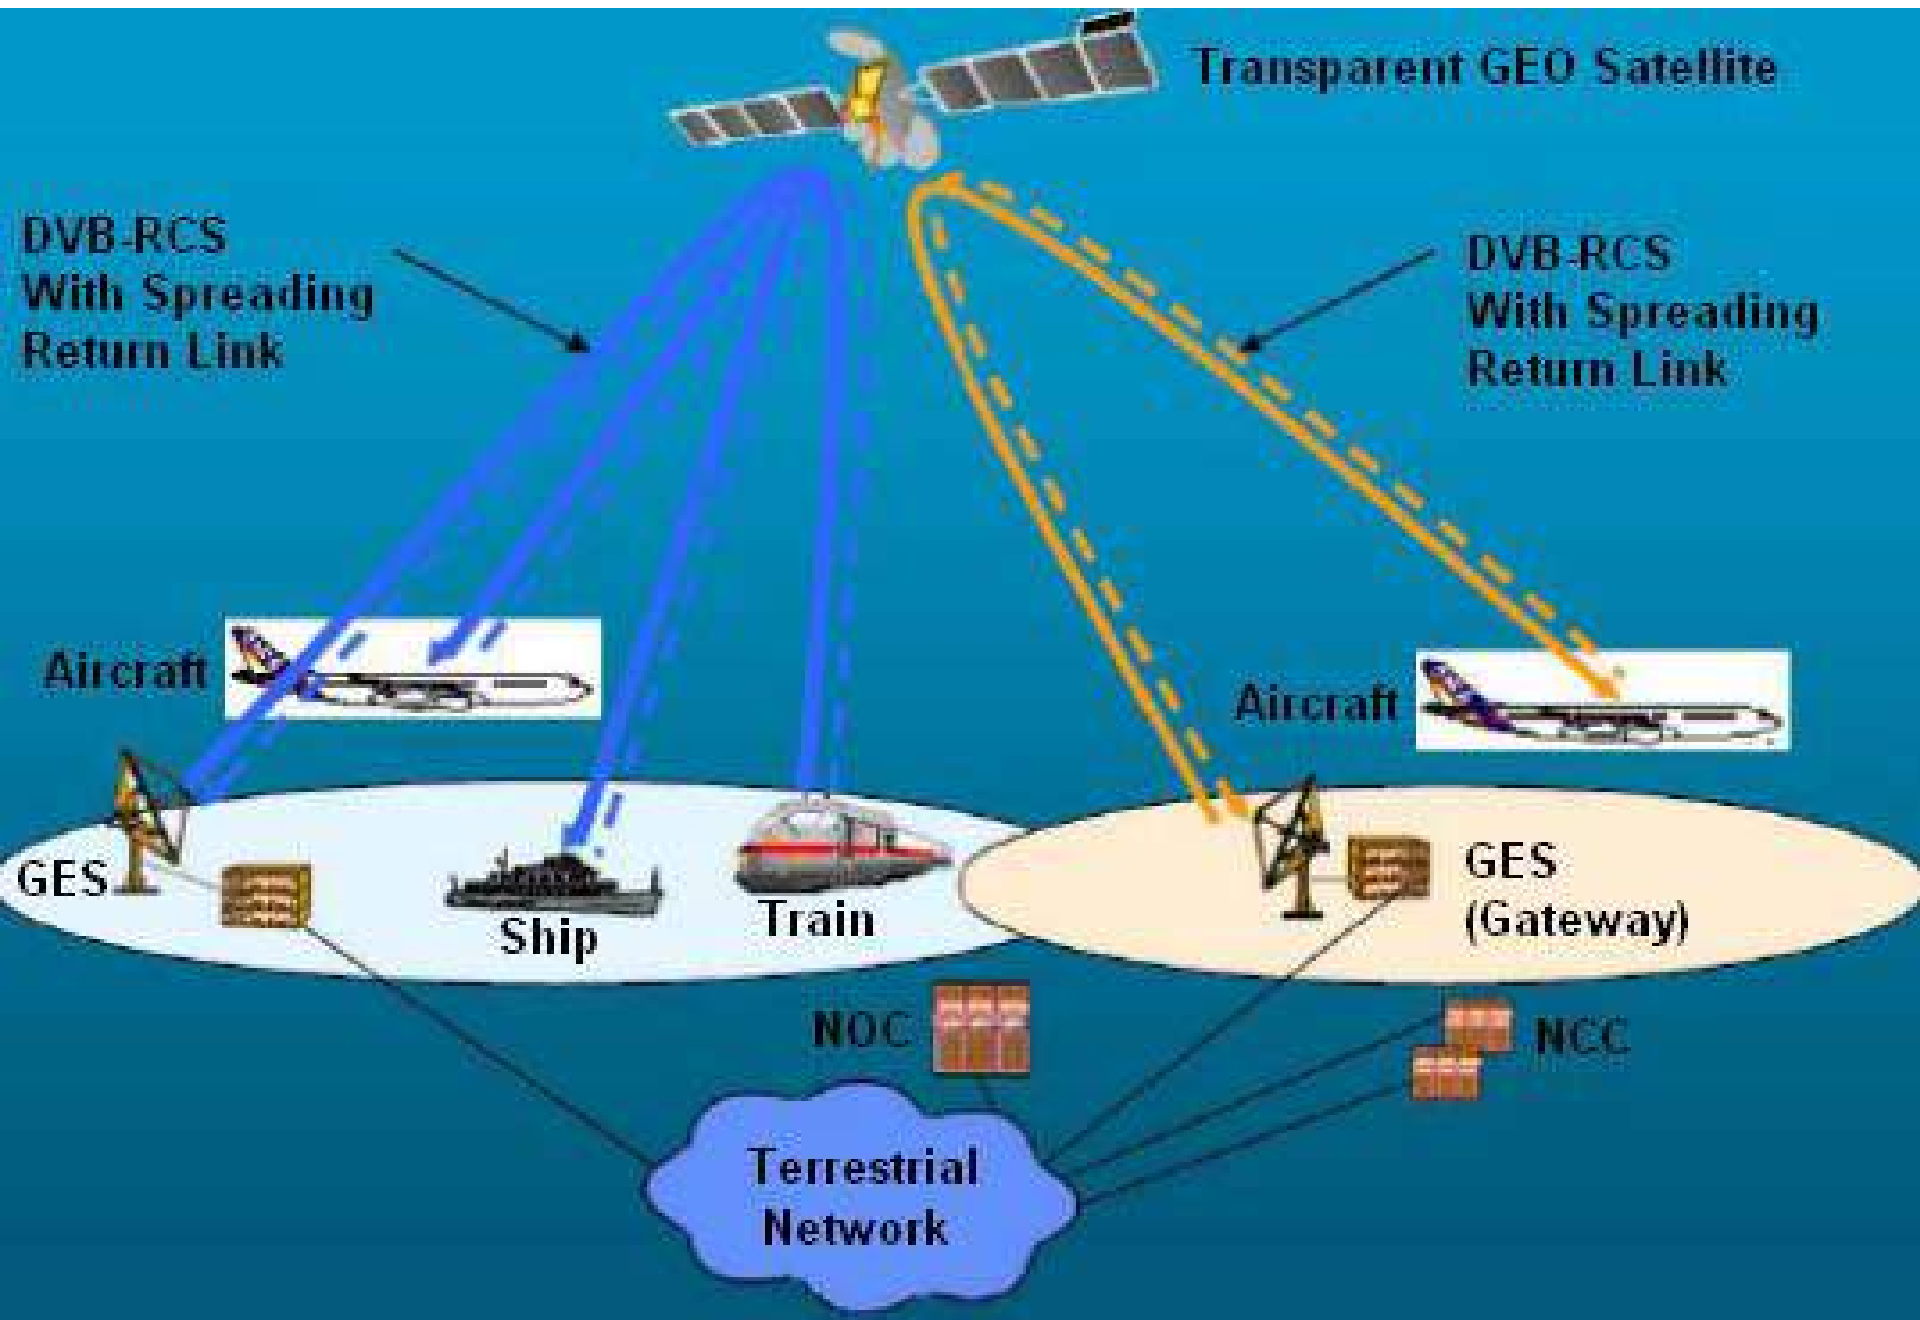 Transparent GEO Satellite
DVB-RCS
With Spreading
Return Link
DVB-RCS
With Spreading
Return Link
Aircraft
Aircraft
GES
Ship
Train
GES
(Gateway)
NOC
NCC
Terrestrial
Network